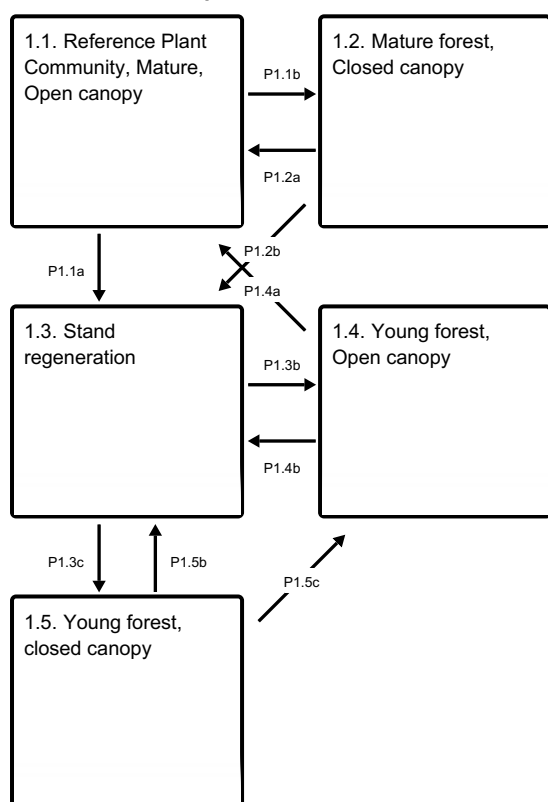 1.1. Reference Plant
Community, Mature,
Open canopy
1.2. Mature forest,
Closed canopy
P1.1b
P1.2a
P1.2b
P1.1a
P1.4a
1.3. Stand
regeneration
1.4. Young forest,
Open canopy
P1.3b
P1.4b
P1.3c
P1.5b
P1.5c
1.5. Young forest,
closed canopy